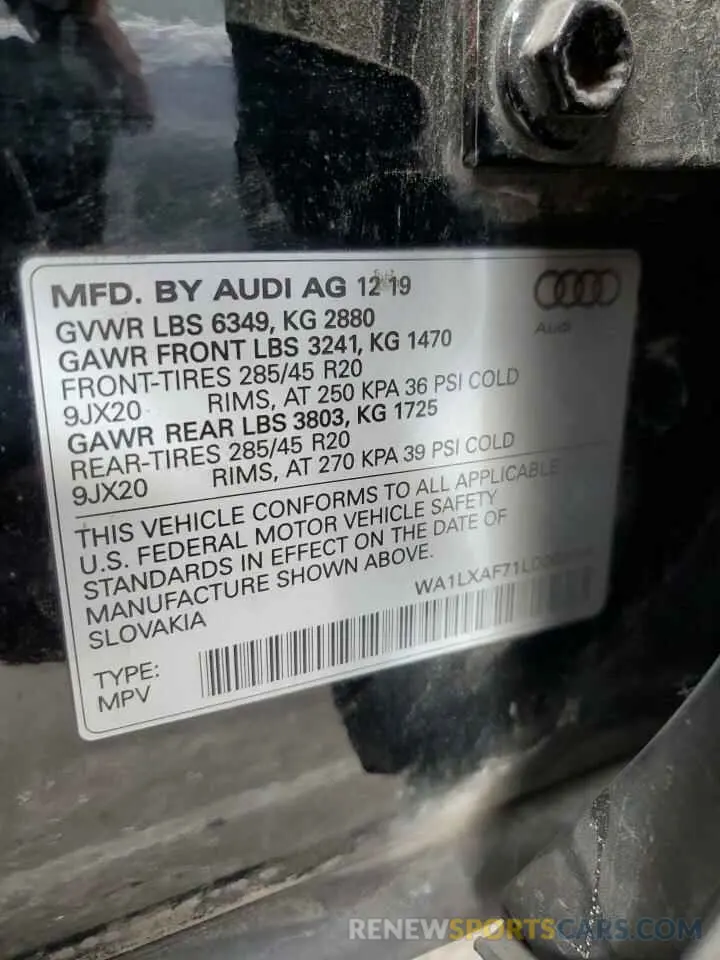 MFD. BY AUDI AG 12 19
GVWR LBS 6349, KG 2880
GAWR FRONT LBS 3241, KG 1470
FRONT-TIRES 285/45 R20
9JX20 RIMS, AT 250 KPA 36 PSI COLD
GAWR REAR LBS 3803, KG 1725
REAR-TIRES 285/45 R20
9JX20 RIMS, AT 270 KPA 39 PSI COLD
Audi
THIS VEHICLE CONFORMS TO ALL APPLICABLE
U.S. FEDERAL MOTOR VEHICLE SAFETY
STANDARDS IN EFFECT ON THE DATE OF
MANUFACTURE SHOWN ABOVE.
SLOVAKIA
TYPE:
MPV
RENEWSPORTSCARS.COM